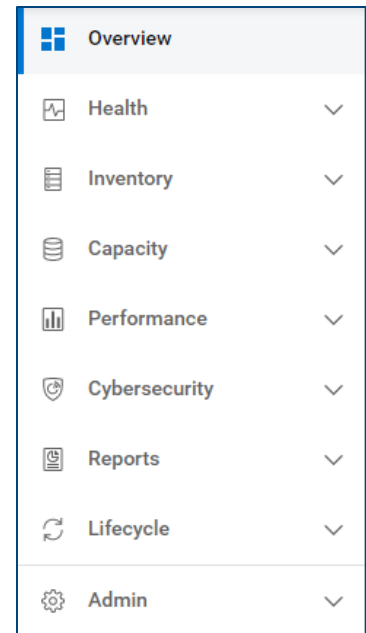 Overview
Health
Inventory
Capacity
Performance
Cybersecurity
Reports
Lifecycle
Admin